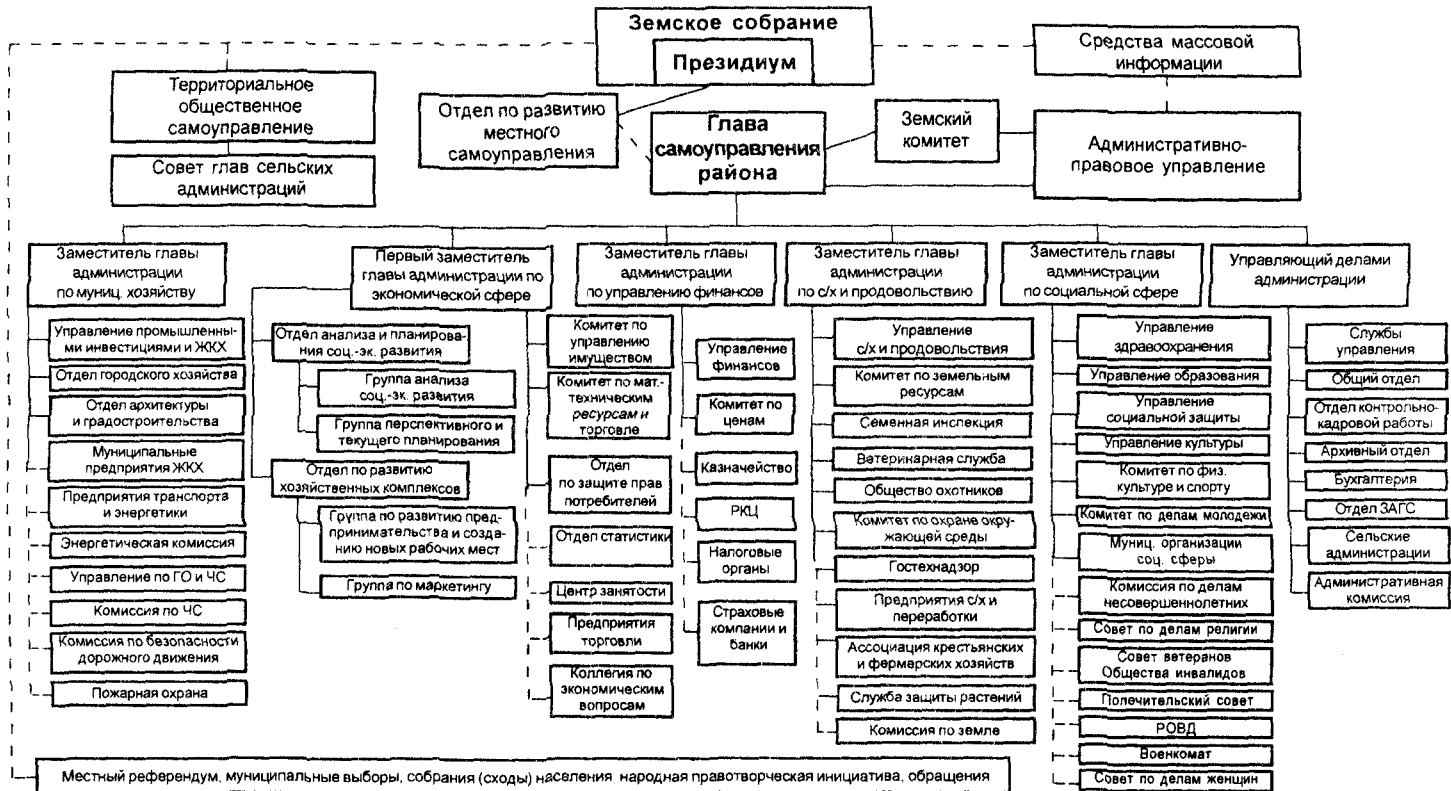 Земское собрание
Президиум
Средства массовой
информации
Территориальное
общественное
самоуправление
Отдел по развитию
местного
самоуправления
Глава
самоуправления
района
Земский
комитет
Административно-
правовое управление
Совет глав сельских
администраций
Заместитель главы
администрации
по муниц. хозяйству
Первый заместитель
главы администрации по
экономической сфере
Заместитель главы
администрации
по управлению финансов
Заместитель главы
администрации
по с/х и продовольствию
Заместитель главы
администрации
по социальной сфере
Управляющий делами
администрации
Управление промышленны-
ми инвестициями и ЖКХ
Отдел городского хозяйства
Отдел архитектуры
и градостроительства
Муниципальные
предприятия ЖКХ
Предприятия транспорта
и энергетики
Энергетическая комиссия
Управление по ГО и ЧС
Комиссия по ЧС
Комиссия по безопасности
дорожного движения
Пожарная охрана
Отдел анализа и планирова-
ния соц.-эк. развития
Группа анализа
соц.-эк. развития
Группа перспективного и
текущего планирования
Отдел по развитию
хозяйственных комплексов
Группа по развитию пред-
принимательства и созда-
нию новых рабочих мест
Группа по маркетингу
Комитет по
управлению
имуществом
Комитет по мат.-
техническим
ресурсам и
торговле
Отдел
по защите прав
потребителей
Отдел статистики
Центр занятости
Предприятия
торговли
Коллегия по
экономическим
вопросам
Управление
финансов
Комитет по
ценам
Казначейство
РКЦ
Налоговые
органы
Страховые
компании и
банки
Управление
с/х и продовольствия
Комитет по земельным
ресурсам
Семенная инспекция
Ветеринарная служба
Общество охотников
Комитет по охране окру-
жающей среды
Гостехнадзор
Предприятия с/х и
переработки
Ассоциация крестьянских
и фермерских хозяйств
Служба защиты растений
Комиссия по земле
Управление
здравоохранения
Управление образования
Управление
социальной защиты
Управление культуры
Комитет по физ.
культуре и спорту
Комитет по делам молодежи
Муниц. организации
соц. сферы
Комиссия по делам
несовершеннолетних
Совет по делам религии
Совет ветеранов
Общества инвалидов
Попечительский совет
РОВД
Военкомат
Совет по делам женщин
Службы
управления
Общий отдел
Отдел контрольно-
кадровой работы
Архивный отдел
Бухгалтерия
Отдел ЗАГС
Сельские
администрации
Административная
комиссия
Местный референдум, муниципальные выборы, собрания (сходы) населения народная правотворческая инициатива, обращения